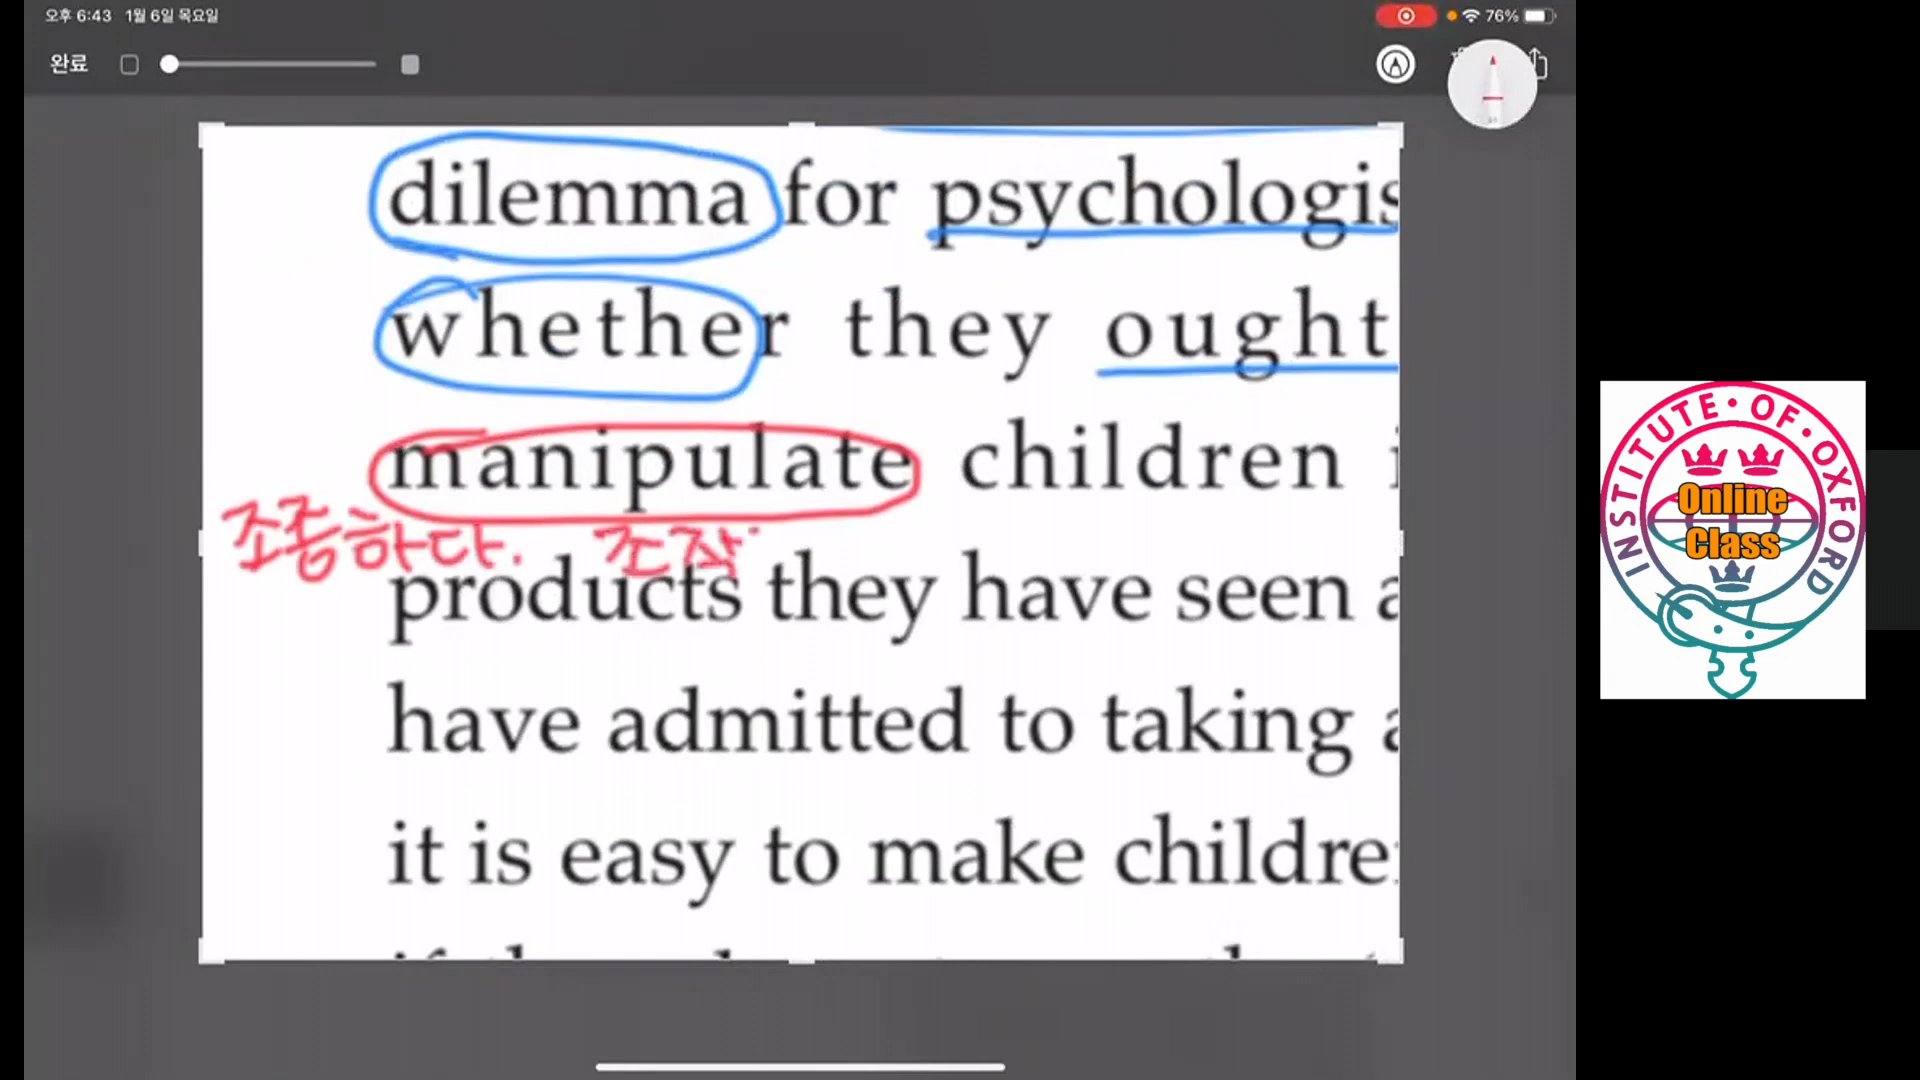 오후 6:43 1월 6일 목요일
76%
완료
dilemma for psychologis
whether they ought
manipulate children i
조종하다. 조작
products they have seen a
have admitted to taking a
it is easy to make childre
INSTITUTE·OF·OXFORD
Online
Class